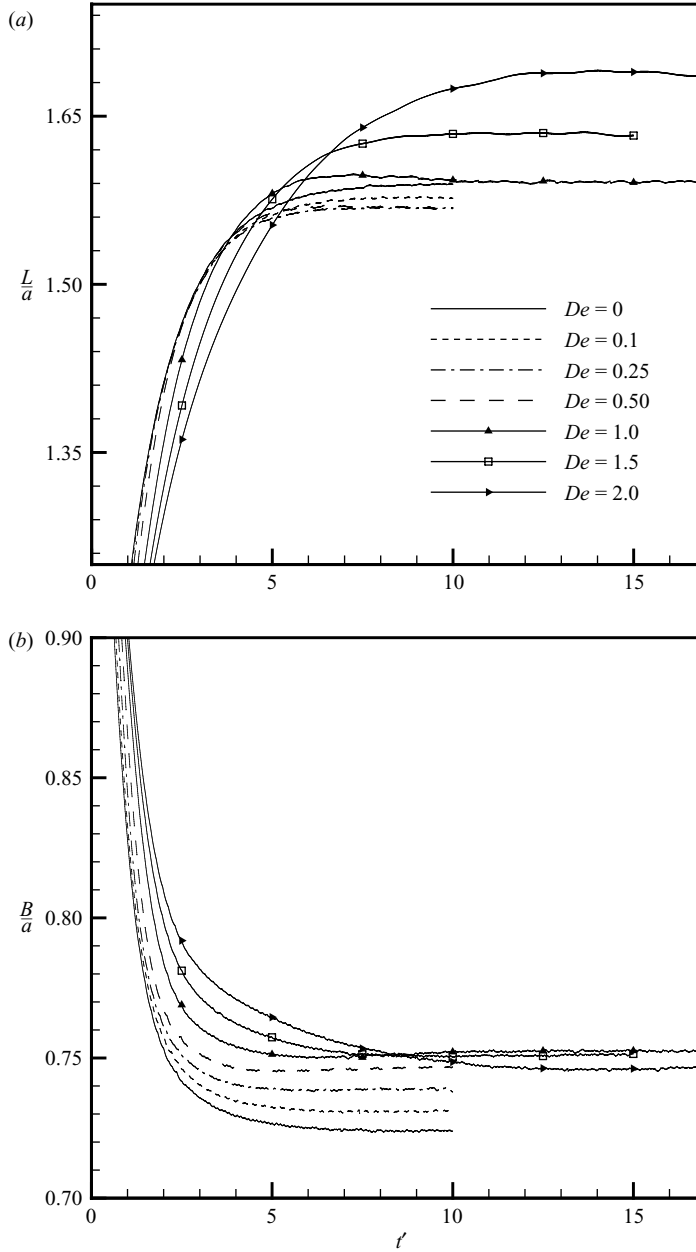 (a)
1.65
1.50
1.35
L
a
De = 0
De = 0.1
De = 0.25
De = 0.50
De = 1.0
De = 1.5
De = 2.0
0 5 10 15
(b)
0.90
0.85
0.80
0.75
0.70
B
a
0 5 10 15
t′